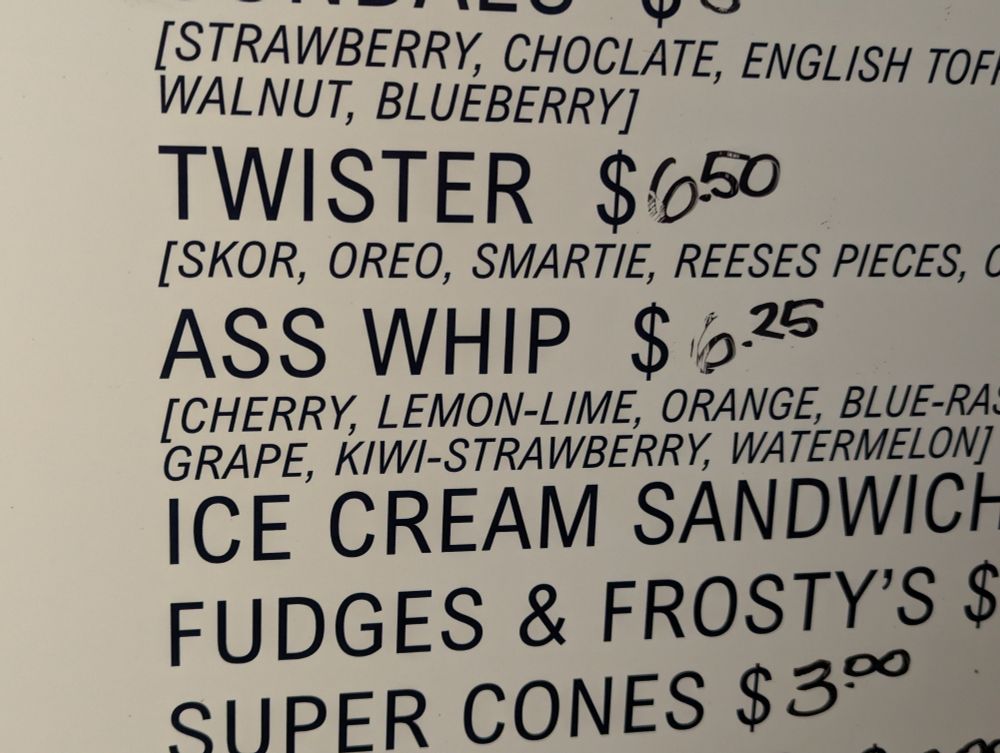 [STRAWBERRY, CHOCLATE, ENGLISH
WALNUT, BLUEBERRY]
TWISTER $6.50
[SKOR, OREO, SMARTIE, REESES PIECES,
ASS WHIP $6.25
[CHERRY, LEMON-LIME, ORANGE,
GRAPE, KIWI-STRAWBERRY, WATERMELON]
ICE CREAM SANDWICH
FUDGES & FROSTY'S $
SUPER CONES $3.00